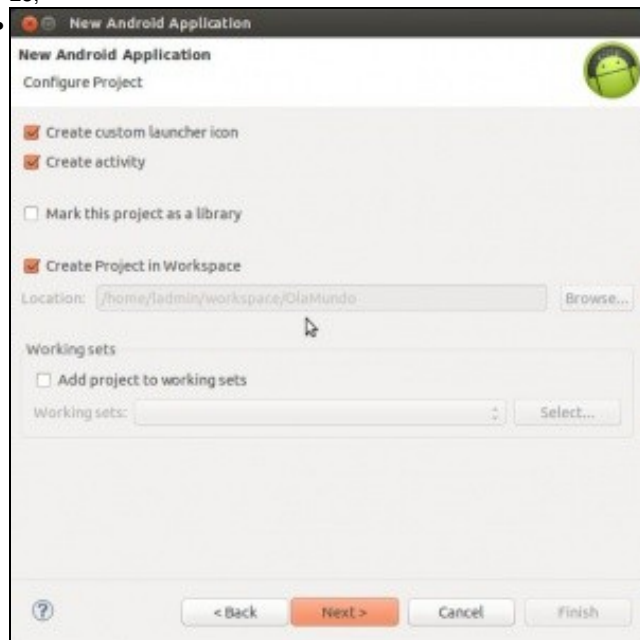 New Android Application
New Android Application
Configure Project
Create custom launcher icon
Create activity
Mark this project as a library
Create Project in Workspace
Location: /home/ladmin/workspace/OlaMundo Browse...
Working sets
Add project to working sets
Working sets: Select...
? < Back Next > Cancel Finish